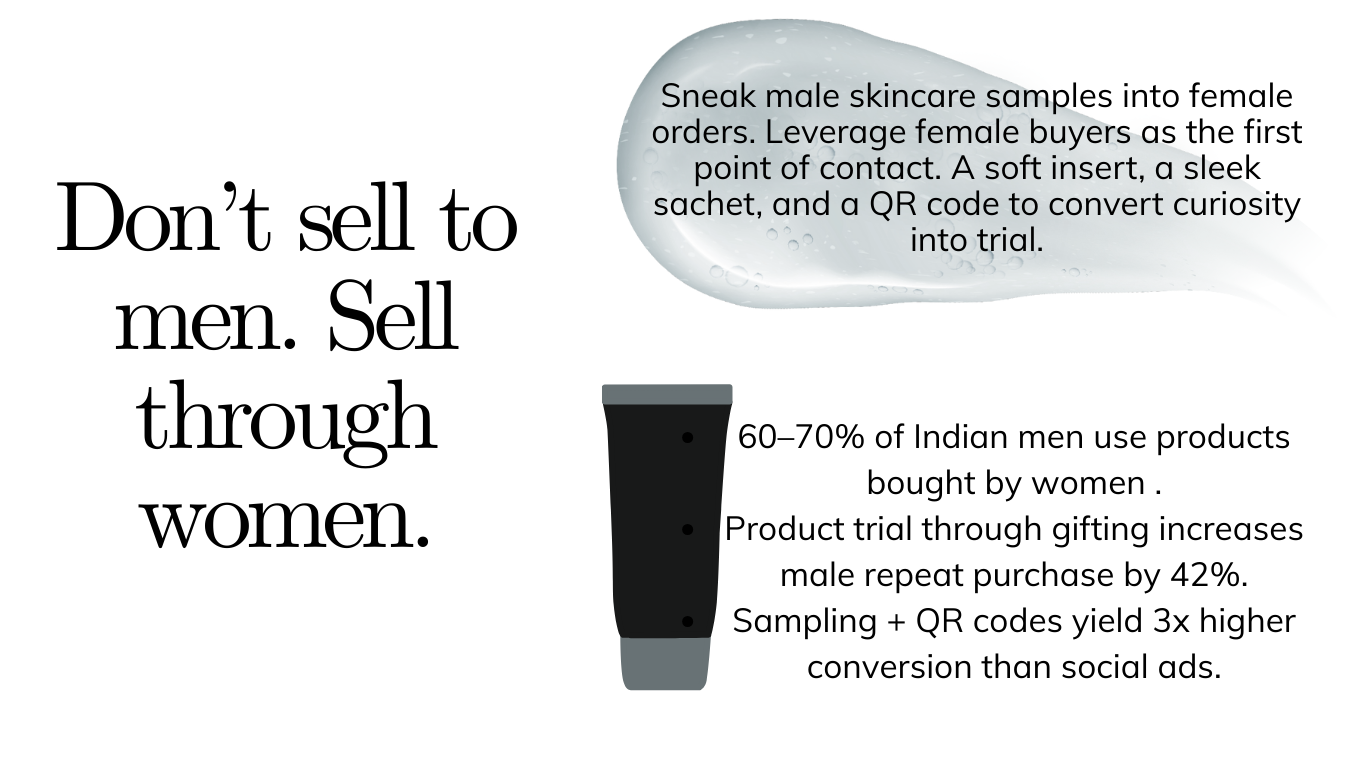 Don’t sell to
men. Sell
through
women.
Sneak male skincare samples into female
orders. Leverage female buyers as the first
point of contact. A soft insert, a sleek
sachet, and a QR code to convert curiosity
into trial.
60–70% of Indian men use products
bought by women .
Product trial through gifting increases
male repeat purchase by 42%.
Sampling + QR codes yield 3x higher
conversion than social ads.